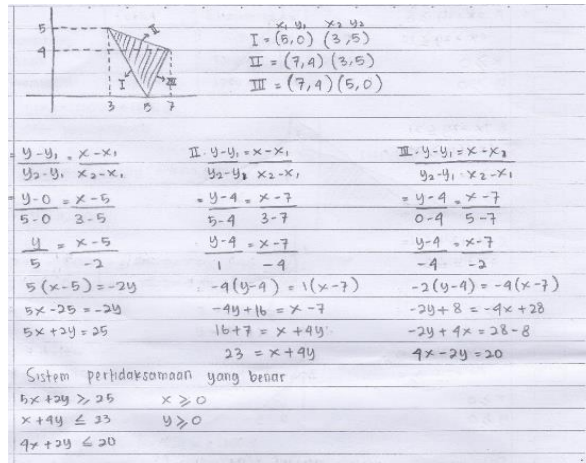 5
4
3 5 7
I
II
III
x₁ y₁ x₂ y₂
I = (5,0) (3,5)
II = (7,4) (3,5)
III = (7,4) (5,0)
= y-y₁ = x-x₁
y₂-y₁ x₂-x₁
= y-0 = x-5
5-0 3-5
y = x-5
5 -2
5(x-5) = -2y
5x-25 = -2y
5x+2y = 25
II. y-y₁ = x-x₁
y₂-y₁ x₂-x₁
= y-4 = x-7
5-4 3-7
y-4 = x-7
1 -4
-4(y-4) = 1(x-7)
-4y+16 = x-7
16+7 = x+4y
23 = x+4y
III. y-y₁ = x-x₁
y₂-y₁ x₂-x₁
= y-4 = x-7
0-4 5-7
y-4 = x-7
-4 -2
-2(y-4) = -4(x-7)
-2y+8 = -4x+28
-2y+4x = 28-8
4x-2y = 20
Sistem pertidaksamaan yang benar
5x+2y ≥ 25 x ≥ 0
x+4y ≤ 23 y ≥ 0
4x+2y ≤ 20